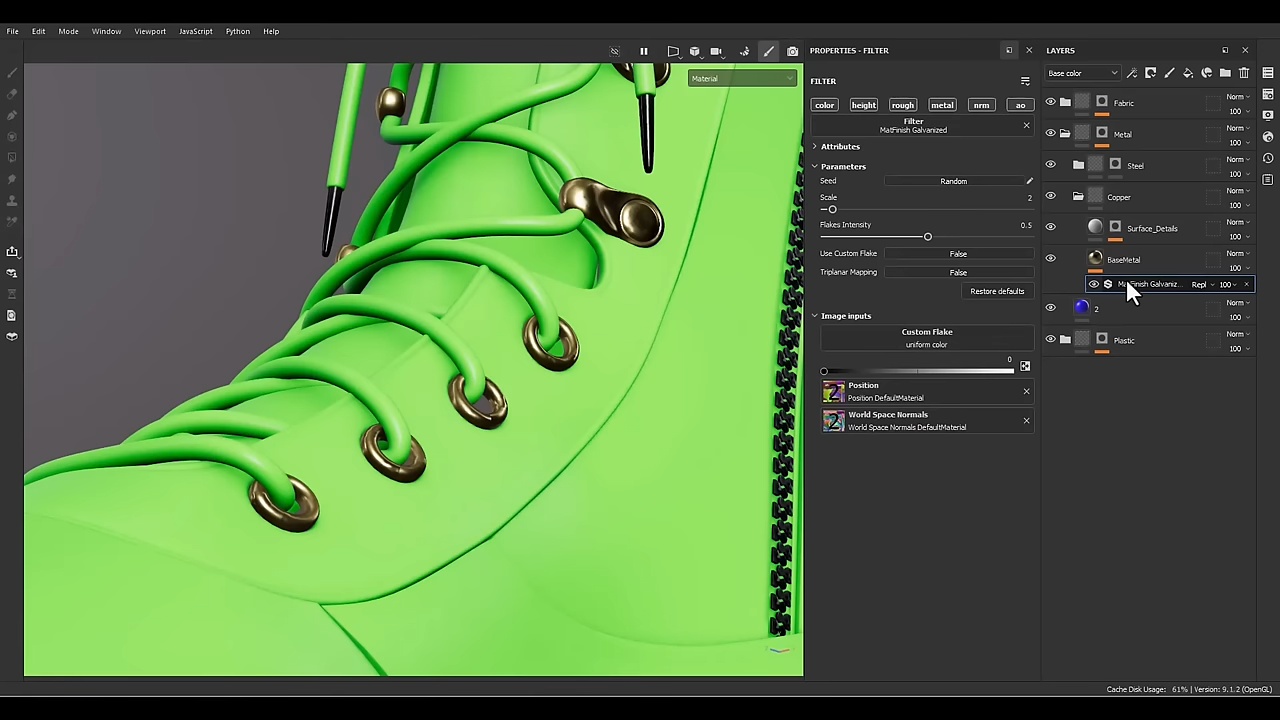 File Edit Mode Window Viewport JavaScript Python Help
Material
PROPERTIES - FILTER
FILTER
color height rough metal nrm ao
Filter
MatFinish Galvanized
Attributes
Parameters
Seed Random
Scale 2
Flakes Intensity 0.5
Use Custom Flake False
Triplanar Mapping False
Restore defaults
Image inputs
Custom Flake
uniform color
0
Position
Position DefaultMaterial
World Space Normals
World Space Normals DefaultMaterial
LAYERS
Base color
Fabric Norm
100
Metal Norm
100
Steel Norm
100
Copper Norm
100
Surface_Details Norm
100
BaseMetal Norm
100
Galvaniz... Repl 100
2 Norm
100
Plastic Norm
100
Cache Disk Usage: 61% | Version: 9.1.2 (OpenGL)